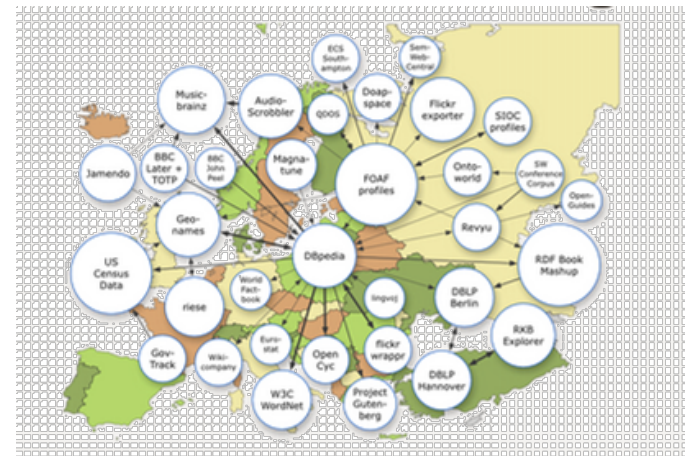 ECS
South-
ampton
Sem-
Web-
Central
Music-
brainz
Audio-
Scrobbler
QDOS
Doap-
space
Flickr
exporter
SIOC
profiles
Jamendo
BBC
Later +
TOTP
BBC
John
Peel
Magna-
tune
FOAF
profiles
Onto-
world
SW
Conference
Corpus
Open-
Guides
Geo-
names
Revyu
DBpedia
RDF Book
Mashup
US
Census
Data
World
Fact-
book
riese
lingvoj
DBLP
Berlin
RKB
Explorer
Gov-
Track
Wiki-
company
Euro-
stat
Open
Cyc
flickr
wrappr
DBLP
Hannover
W3C
WordNet
Project
Guten-
berg